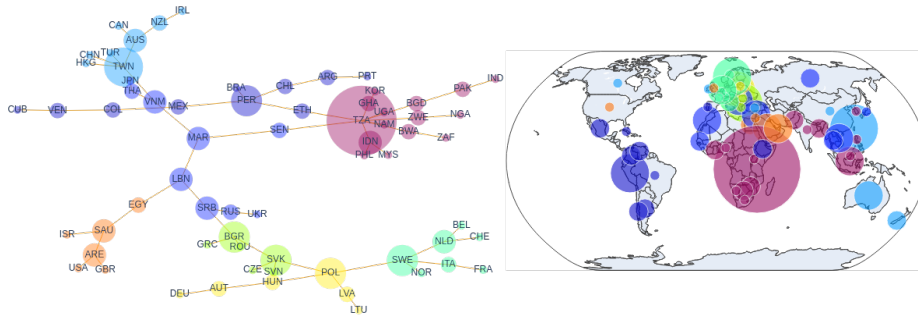 IRL
CAN
NZL
AUS
CHN
TUR
HKG
TWN
JPN
THA
CUB
VEN
COL
VNM
MEX
BRA
PER
CHL
ARG
PRT
ETH
KOR
GHA
UGA
TZA
NAM
IDN
PHL
MYS
BGD
ZWE
BWA
PAK
IND
NGA
ZAF
MAR
SEN
LBN
EGY
SRB
RUS
UKR
ISR
SAU
ARE
USA
GBR
BGR
GRC
ROU
SVK
CZE
SVN
HUN
POL
DEU
AUT
LVA
LTU
SWE
NOR
NLD
BEL
CHE
ITA
FRA